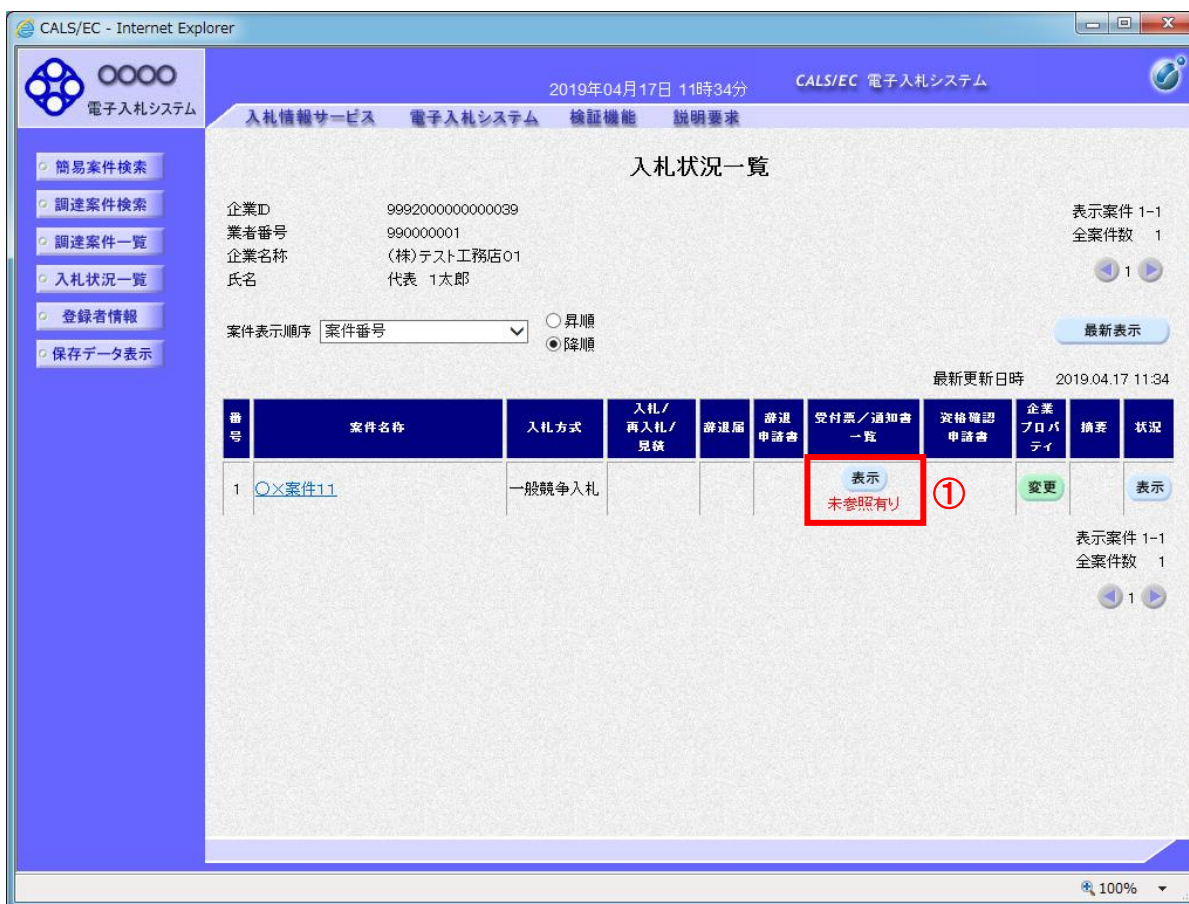 CALS/EC - Internet Explorer
OOOO
電子入札システム
2019年04月17日 11時34分
CALS/EC 電子入札システム
入札情報サービス 電子入札システム 検証機能 説明要求
簡易案件検索
調達案件検索
調達案件一覧
入札状況一覧
登録者情報
保存データ表示
入札状況一覧
企業ID 9992000000000039
業者番号 990000001
企業名称 (株)テスト工務店01
氏名 代表 1太郎
表示案件 1-1
全案件数 1
1
案件表示順序 案件番号
昇順
降順
最新表示
最新更新日時 2019.04.17 11:34
番号 案件名称 入札方式 入札/再入札/見積 辞退届 辞退申請書 受付票/通知書一覧 資格確認申請書 企業プロパティ 摘要 状況
1 ○×案件11 一般競争入札 表示 変更 表示
未参照有り
①
表示案件 1-1
全案件数 1
1
100%